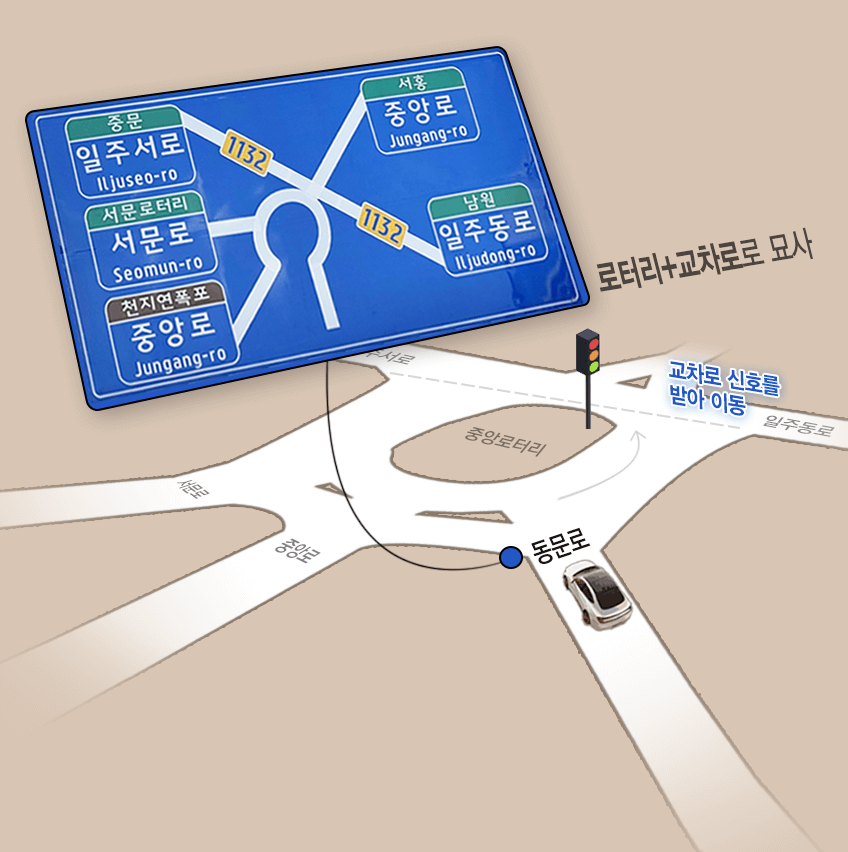 중문
일주서로
Iljuseo-ro
1132
서홍
중앙로
Jungang-ro
서문로터리
서문로
Seomun-ro
1132
남원
일주동로
Iljudong-ro
천지연폭포
중앙로
Jungang-ro
로터리+교차로로 묘사
주서로
교차로 신호를
받아 이동
일주동로
중앙로터리
서문로
중앙로
동문로